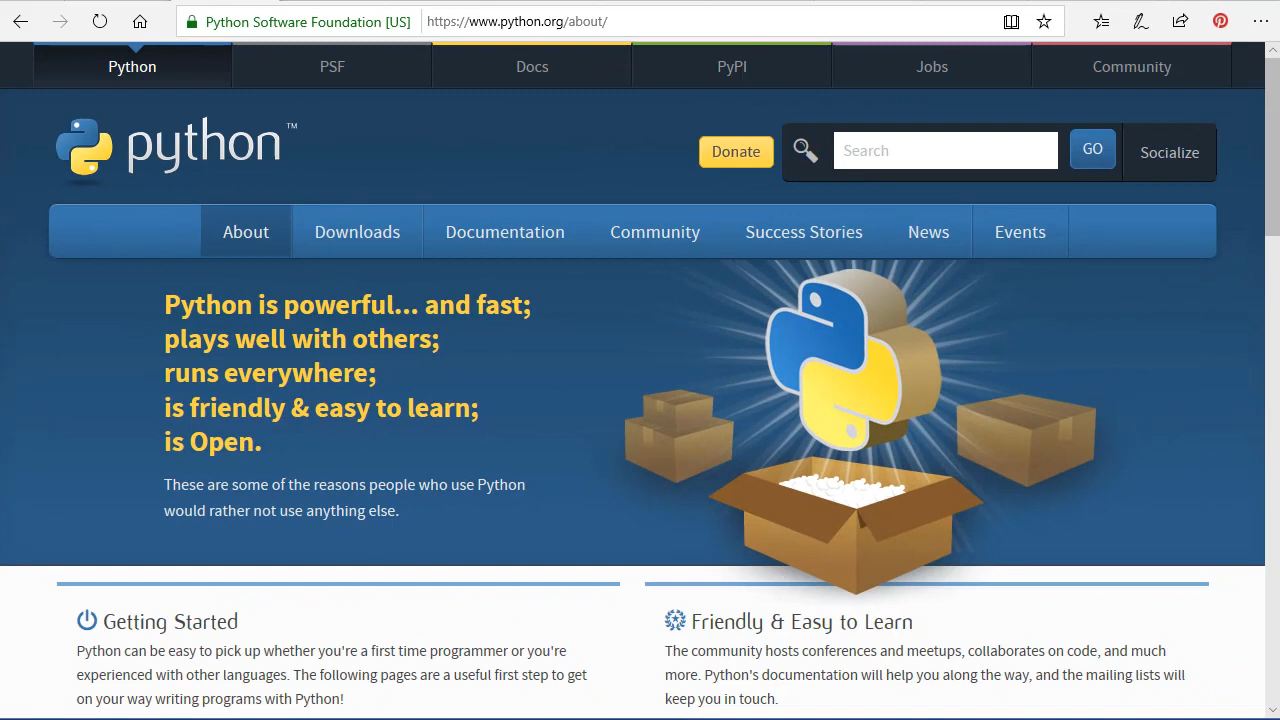 Python Software Foundation [US] https://www.python.org/about/
Python PSF Docs PyPI Jobs Community
python™
Donate Search GO Socialize
About Downloads Documentation Community Success Stories News Events
Python is powerful... and fast;
plays well with others;
runs everywhere;
is friendly & easy to learn;
is Open.
These are some of the reasons people who use Python
would rather not use anything else.
Getting Started
Python can be easy to pick up whether you're a first time programmer or you're
experienced with other languages. The following pages are a useful first step to get
on your way writing programs with Python!
Friendly & Easy to Learn
The community hosts conferences and meetups, collaborates on code, and much
more. Python's documentation will help you along the way, and the mailing lists will
keep you in touch.